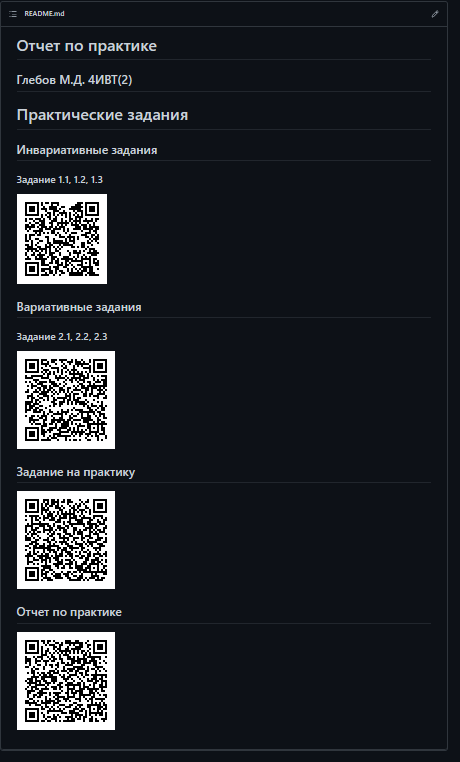 README.md
Отчет по практике
Глебов М.Д. 4ИВТ(2)
Практические задания
Инвариативные задания
Задание 1.1, 1.2, 1.3
Вариативные задания
Задание 2.1, 2.2, 2.3
Задание на практику
Отчет по практике